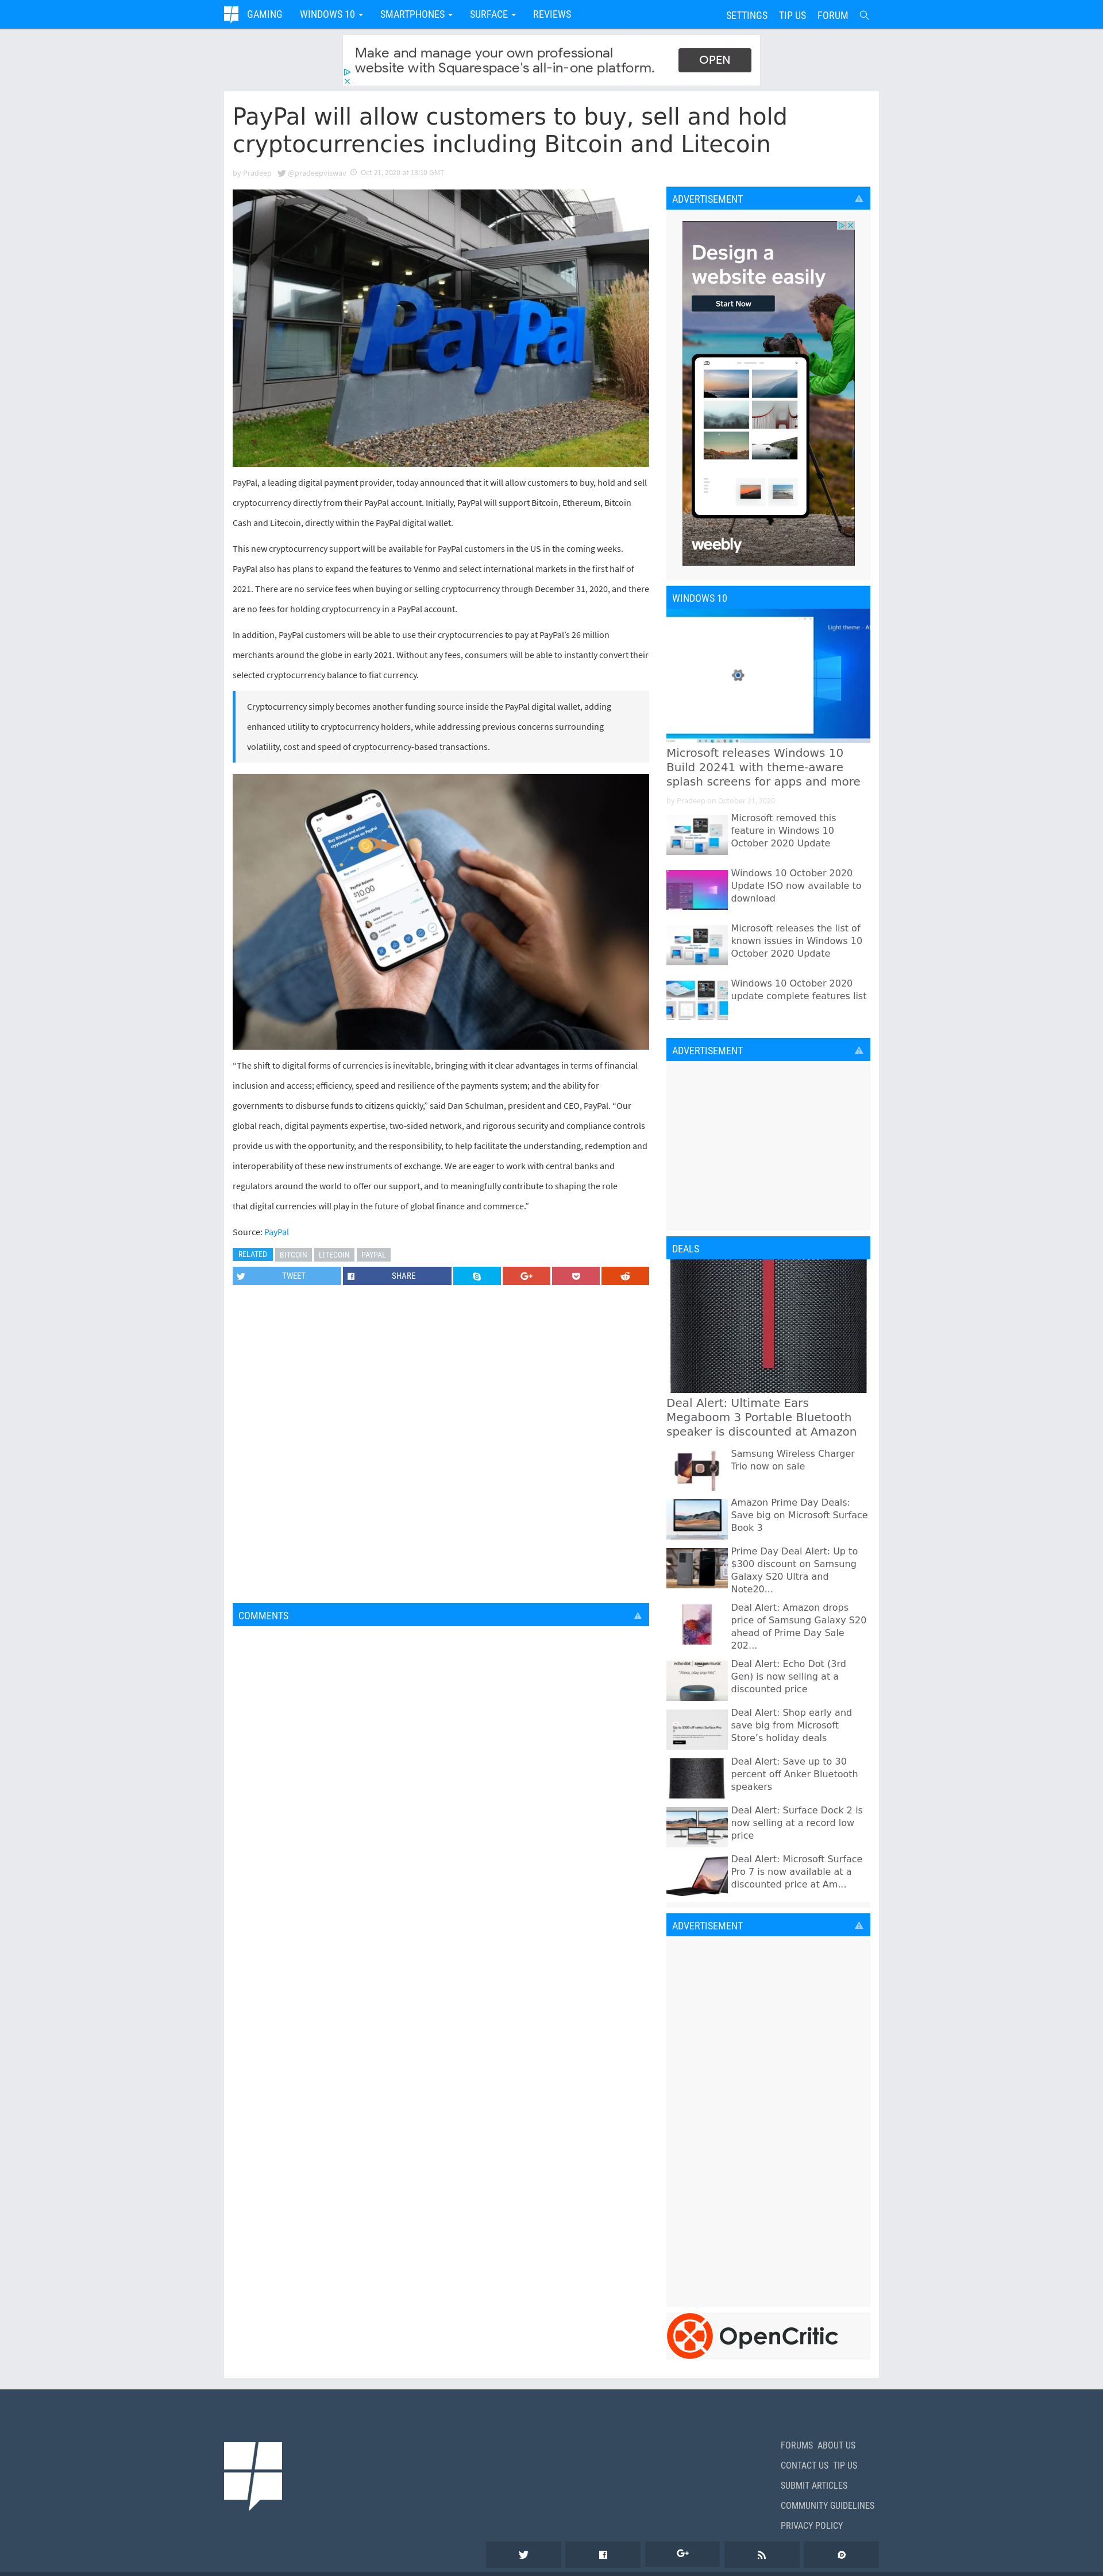 GAMING WINDOWS 10 SMARTPHONES SURFACE REVIEWS SETTINGS TIP US FORUM
Make and manage your own professional
website with Squarespace's all-in-one platform.
OPEN
PayPal will allow customers to buy, sell and hold
cryptocurrencies including Bitcoin and Litecoin
by Pradeep @pradeepviswav Oct 21, 2020 at 13:10 GMT
PayPal
PayPal, a leading digital payment provider, today announced that it will allow customers to buy, hold and sell
cryptocurrency directly from their PayPal account. Initially, PayPal will support Bitcoin, Ethereum, Bitcoin
Cash and Litecoin, directly within the PayPal digital wallet.
This new cryptocurrency support will be available for PayPal customers in the US in the coming weeks.
PayPal also has plans to expand the features to Venmo and select international markets in the first half of
2021. There are no service fees when buying or selling cryptocurrency through December 31, 2020, and there
are no fees for holding cryptocurrency in a PayPal account.
In addition, PayPal customers will be able to use their cryptocurrencies to pay at PayPal's 26 million
merchants around the globe in early 2021. Without any fees, consumers will be able to instantly convert their
selected cryptocurrency balance to fiat currency.
Cryptocurrency simply becomes another funding source inside the PayPal digital wallet, adding
enhanced utility to cryptocurrency holders, while addressing previous concerns surrounding
volatility, cost and speed of cryptocurrency-based transactions.
Buy Bitcoin and other
cryptocurrencies on PayPal
PayPal balance
$10.00
Your activity
“The shift to digital forms of currencies is inevitable, bringing with it clear advantages in terms of financial
inclusion and access; efficiency, speed and resilience of the payments system; and the ability for
governments to disburse funds to citizens quickly,” said Dan Schulman, president and CEO, PayPal. “Our
global reach, digital payments expertise, two-sided network, and rigorous security and compliance controls
provide us with the opportunity, and the responsibility, to help facilitate the understanding, redemption and
interoperability of these new instruments of exchange. We are eager to work with central banks and
regulators around the world to offer our support, and to meaningfully contribute to shaping the role
that digital currencies will play in the future of global finance and commerce.”
Source: PayPal
RELATED BITCOIN LITECOIN PAYPAL
TWEET SHARE
COMMENTS
ADVERTISEMENT
Design a
website easily
Start Now
weebly
WINDOWS 10
Light theme
Microsoft releases Windows 10
Build 20241 with theme-aware
splash screens for apps and more
by Pradeep on October 21, 2020
Microsoft removed this
feature in Windows 10
October 2020 Update
Windows 10 October 2020
Update ISO now available to
download
Microsoft releases the list of
known issues in Windows 10
October 2020 Update
Windows 10 October 2020
update complete features list
ADVERTISEMENT
DEALS
Deal Alert: Ultimate Ears
Megaboom 3 Portable Bluetooth
speaker is discounted at Amazon
Samsung Wireless Charger
Trio now on sale
Amazon Prime Day Deals:
Save big on Microsoft Surface
Book 3
Prime Day Deal Alert: Up to
$300 discount on Samsung
Galaxy S20 Ultra and
Note20...
Deal Alert: Amazon drops
price of Samsung Galaxy S20
ahead of Prime Day Sale
202...
Deal Alert: Echo Dot (3rd
Gen) is now selling at a
discounted price
Deal Alert: Shop early and
save big from Microsoft
Store's holiday deals
Deal Alert: Save up to 30
percent off Anker Bluetooth
speakers
Deal Alert: Surface Dock 2 is
now selling at a record low
price
Deal Alert: Microsoft Surface
Pro 7 is now available at a
discounted price at Am...
ADVERTISEMENT
OpenCritic
FORUMS ABOUT US
CONTACT US TIP US
SUBMIT ARTICLES
COMMUNITY GUIDELINES
PRIVACY POLICY